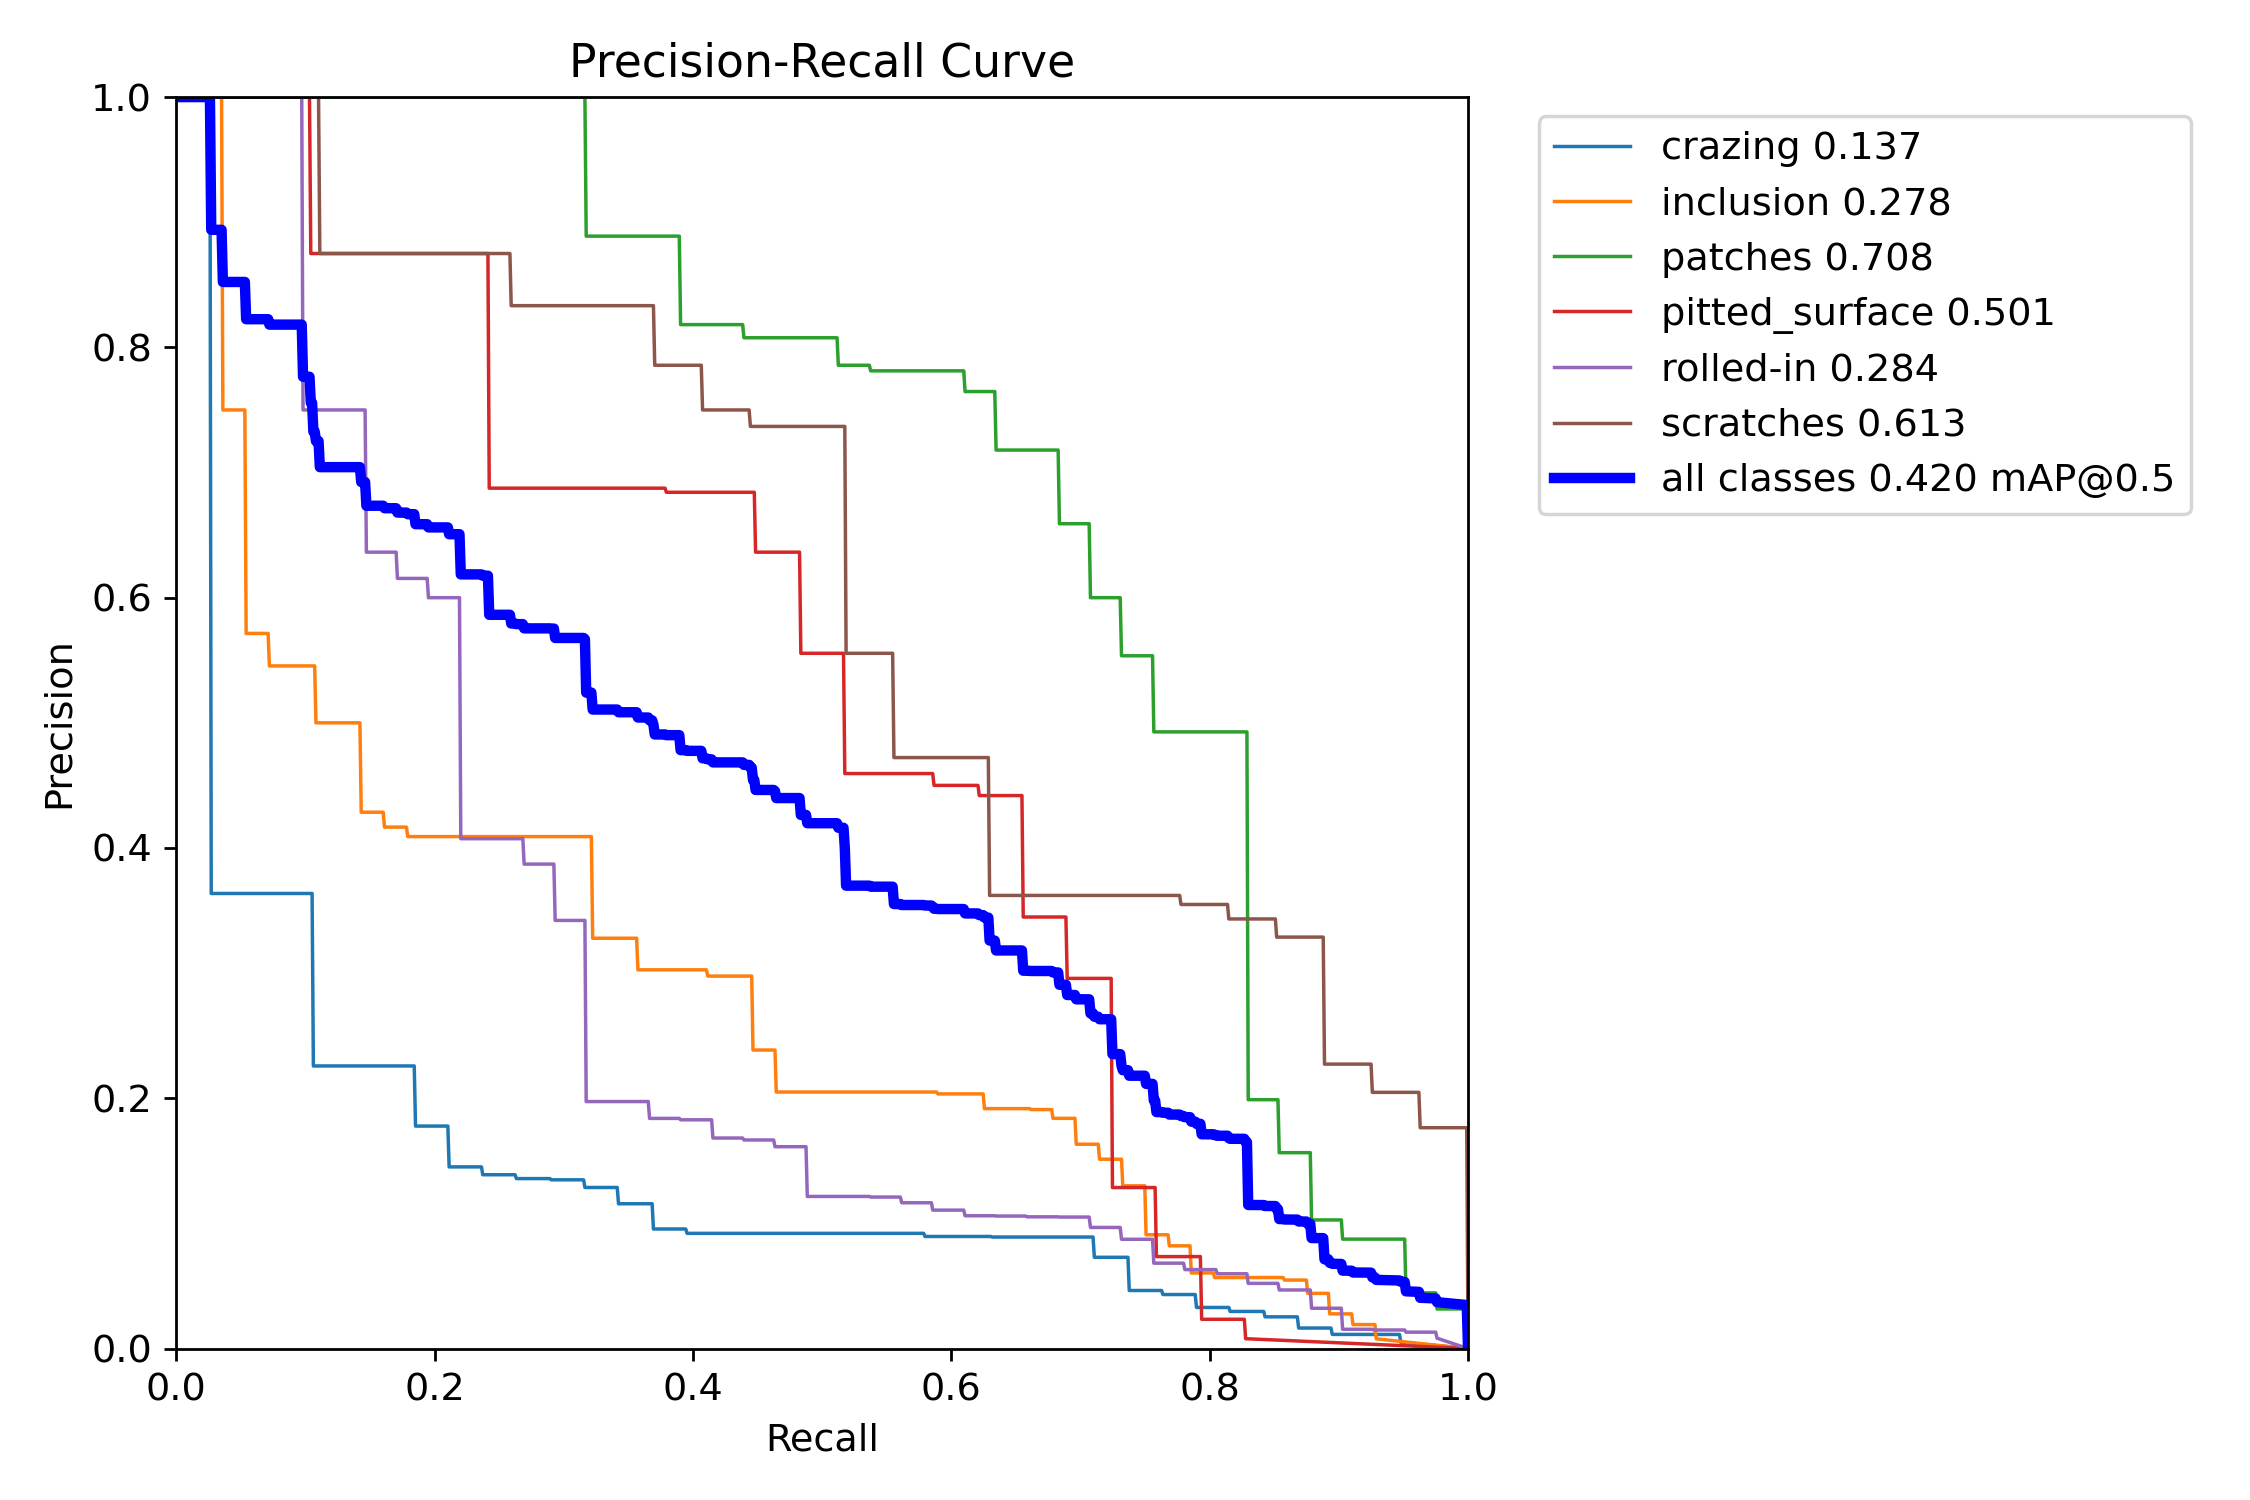 Precision-Recall Curve
1.0
0.8
0.6
0.4
0.2
0.0
Precision
0.0 0.2 0.4 0.6 0.8 1.0
Recall
crazing 0.137
inclusion 0.278
patches 0.708
pitted_surface 0.501
rolled-in 0.284
scratches 0.613
all classes 0.420 mAP@0.5